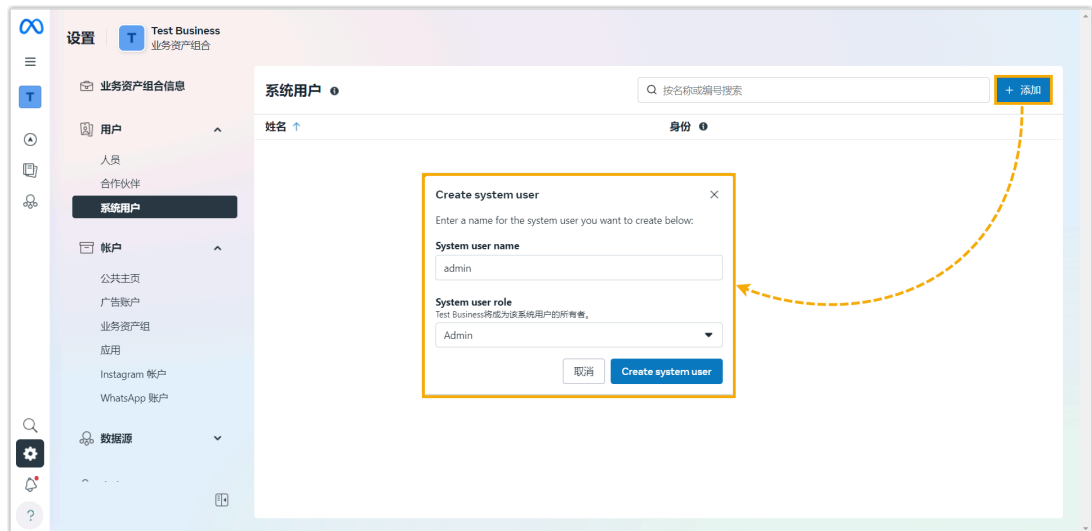 设置
T
Test Business
业务资产组合
T
业务资产组合信息
用户
人员
合作伙伴
系统用户
帐户
公共主页
广告账户
业务资产组
应用
Instagram 帐户
WhatsApp 账户
数据源
?
系统用户
按名称或编号搜索
+ 添加
姓名 ↑
身份
Create system user
Enter a name for the system user you want to create below:
System user name
admin
System user role
Test Business将成为该系统用户的所有者。
Admin
取消
Create system user